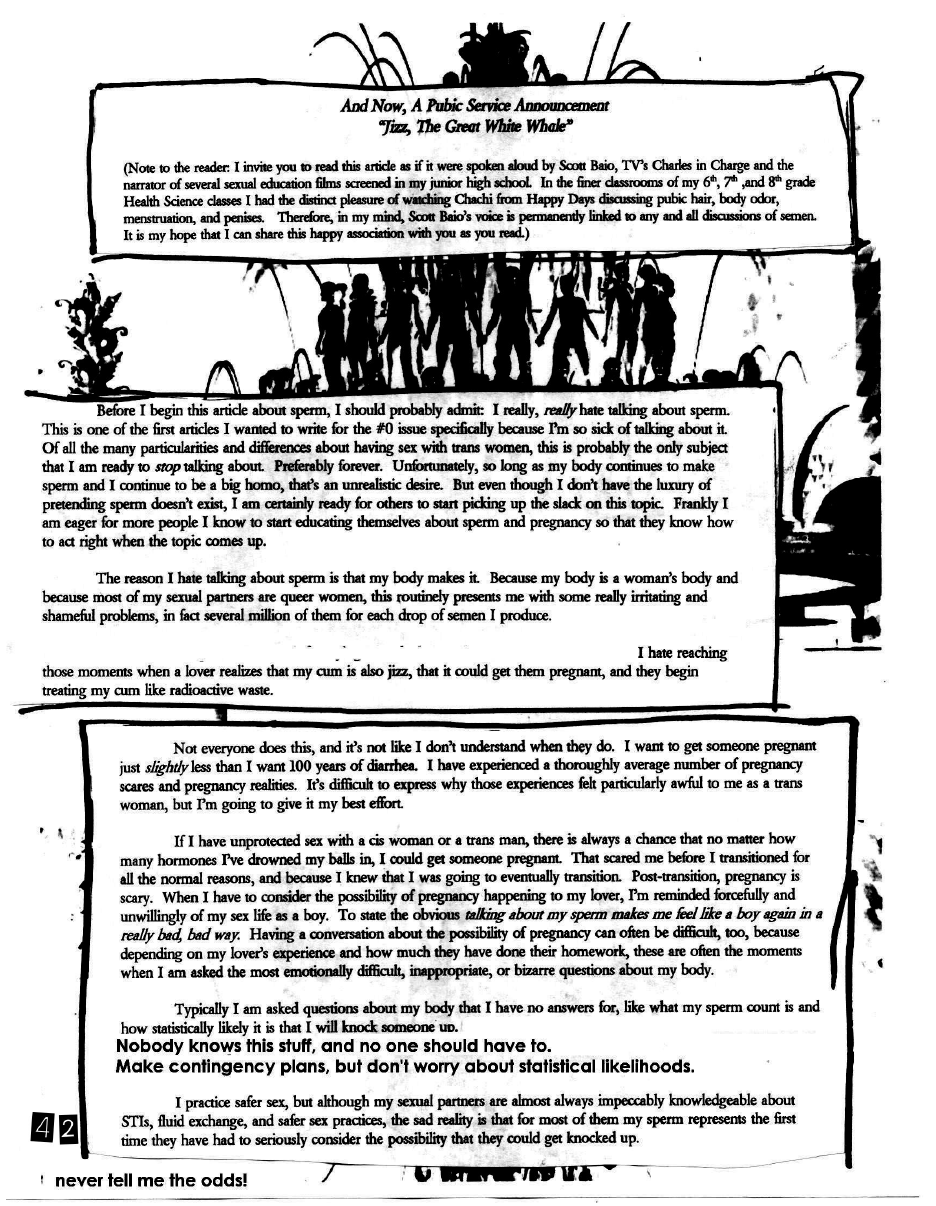 And Now, A Pubic Service Announcement
"Jizz, The Great White Whale"
(Note to the reader: I invite you to read this article as if it were spoken aloud by Scott Baio, TV's Charles in Charge and the
narrator of several sexual education films screened in my junior high school. In the finer classrooms of my 6th, 7th ,and 8th grade
Health Science classes I had the distinct pleasure of watching Chachi from Happy Days discussing pubic hair, body odor,
menstruation, and penises. Therefore, in my mind, Scott Baio's voice is permanently linked to any and all discussions of semen.
It is my hope that I can share this happy association with you as you read.)
Before I begin this article about sperm, I should probably admit: I really, really hate talking about sperm.
This is one of the first articles I wanted to write for the #0 issue specifically because I'm so sick of talking about it.
Of all the many particularities and differences about having sex with trans women, this is probably the only subject
that I am ready to stop talking about. Preferably forever. Unfortunately, so long as my body continues to make
sperm and I continue to be a big homo, that's an unrealistic desire. But even though I don't have the luxury of
pretending sperm doesn't exist, I am certainly ready for others to start picking up the slack on this topic. Frankly I
am eager for more people I know to start educating themselves about sperm and pregnancy so that they know how
to act right when the topic comes up.
The reason I hate talking about sperm is that my body makes it. Because my body is a woman's body and
because most of my sexual partners are queer women, this routinely presents me with some really irritating and
shameful problems, in fact several million of them for each drop of semen I produce.
I hate reaching
those moments when a lover realizes that my cum is also jizz, that it could get them pregnant, and they begin
treating my cum like radioactive waste.
Not everyone does this, and it's not like I don't understand when they do. I want to get someone pregnant
just slightly less than I want 100 years of diarrhea. I have experienced a thoroughly average number of pregnancy
scares and pregnancy realities. It's difficult to express why those experiences felt particularly awful to me as a trans
woman, but I'm going to give it my best effort.
If I have unprotected sex with a cis woman or a trans man, there is always a chance that no matter how
many hormones I've drowned my balls in, I could get someone pregnant. That scared me before I transitioned for
all the normal reasons, and because I knew that I was going to eventually transition. Post-transition, pregnancy is
scary. When I have to consider the possibility of pregnancy happening to my lover, I'm reminded forcefully and
unwillingly of my sex life as a boy. To state the obvious talking about my sperm makes me feel like a boy again in a
really bad, bad way. Having a conversation about the possibility of pregnancy can often be difficult, too, because
depending on my lover's experience and how much they have done their homework, these are often the moments
when I am asked the most emotionally difficult, inappropriate, or bizarre questions about my body.
Typically I am asked questions about my body that I have no answers for, like what my sperm count is and
how statistically likely it is that I will knock someone up.
Nobody knows this stuff, and no one should have to.
Make contingency plans, but don't worry about statistical likelihoods.
I practice safer sex, but although my sexual partners are almost always impeccably knowledgeable about
STIs, fluid exchange, and safer sex practices, the sad reality is that for most of them my sperm represents the first
time they have had to seriously consider the possibility that they could get knocked up.
42
never tell me the odds!